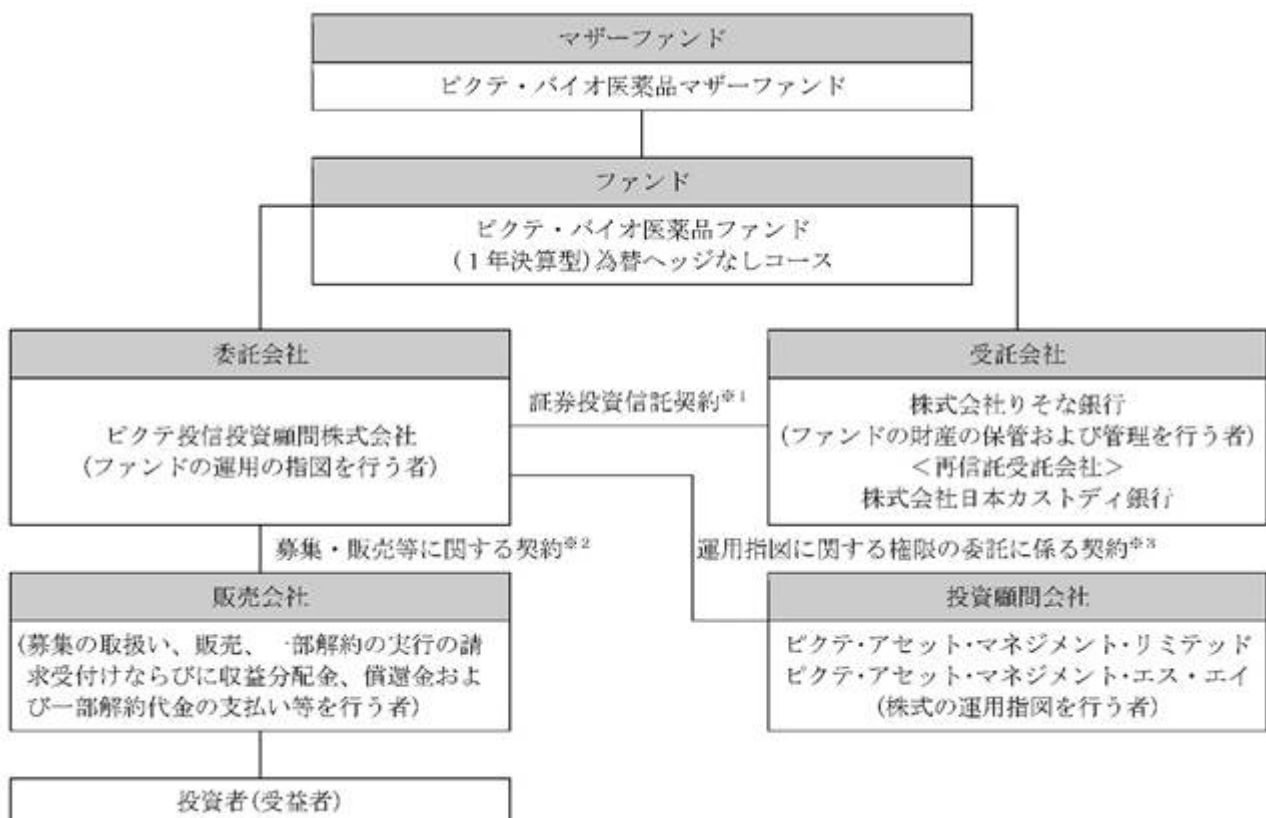 マザーファンド
ピクテ・バイオ医薬品マザーファンド
ファンド
ピクテ・バイオ医薬品ファンド
(1年決算型)為替ヘッジなしコース
委託会社
ピクテ投信投資顧問株式会社
(ファンドの運用の指図を行う者)
証券投資信託契約※1
受託会社
株式会社りそな銀行
(ファンドの財産の保管および管理を行う者)
<再信託受託会社>
株式会社日本カストディ銀行
募集・販売等に関する契約※2
運用指図に関する権限の委託に係る契約※3
販売会社
(募集の取扱い、販売、一部解約の実行の請
求受付けならびに収益分配金、償還金およ
び一部解約代金の支払い等を行う者)
投資顧問会社
ピクテ・アセット・マネジメント・リミテッド
ピクテ・アセット・マネジメント・エス・エイ
(株式の運用指図を行う者)
投資者(受益者)